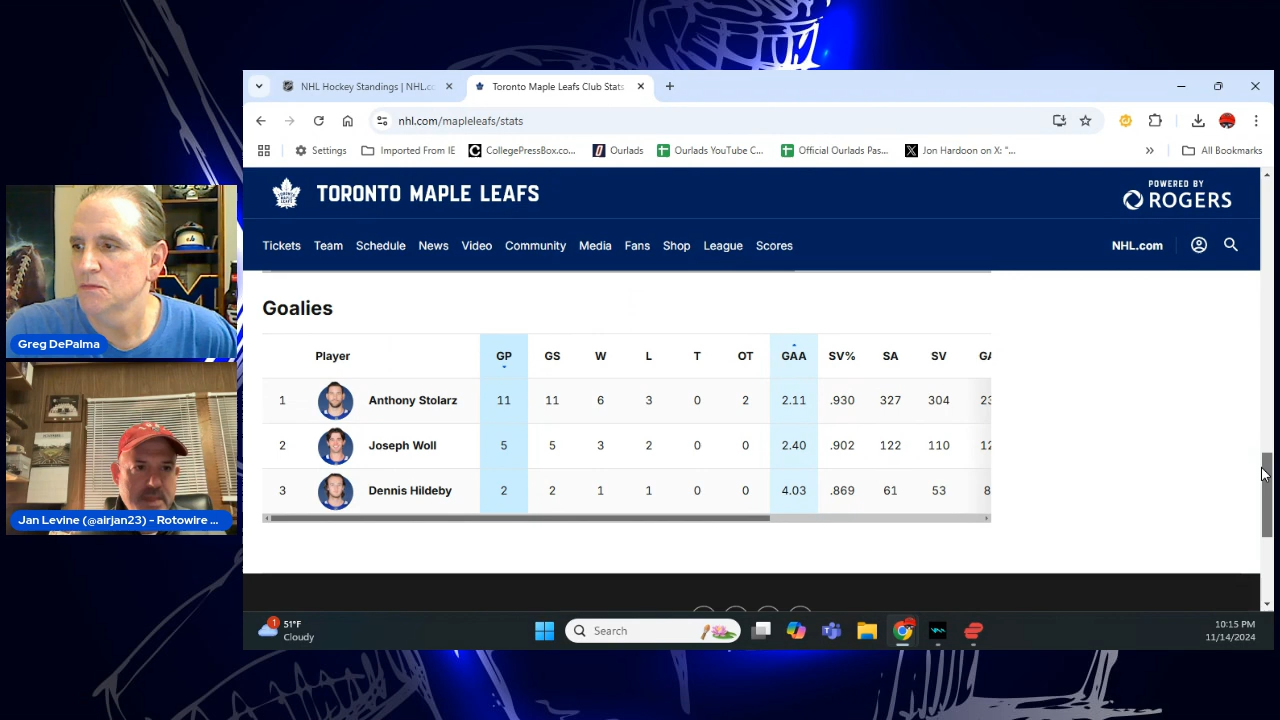 NHL Hockey Standings | NHL.cc
Toronto Maple Leafs Club Stats
nhl.com/mapleleafs/stats
Settings
Imported From IE
CollegePressBox.co...
Ourlads
Ourlads YouTube C...
Official Ourlads Pas...
Jon Hardoon on X: "...
All Bookmarks
TORONTO MAPLE LEAFS
POWERED BY
ROGERS
Tickets Team Schedule News Video Community Media Fans Shop League Scores
NHL.com
Goalies
Player GP GS W L T OT GAA SV% SA SV GA
1 Anthony Stolarz 11 11 6 3 0 2 2.11 .930 327 304 23
2 Joseph Woll 5 5 3 2 0 0 2.40 .902 122 110 12
3 Dennis Hildeby 2 2 1 1 0 0 4.03 .869 61 53 8
Greg DePalma
Jan Levine (@airjan23) - Rotowire ...
1
51°F
Cloudy
Search
10:15 PM
11/14/2024